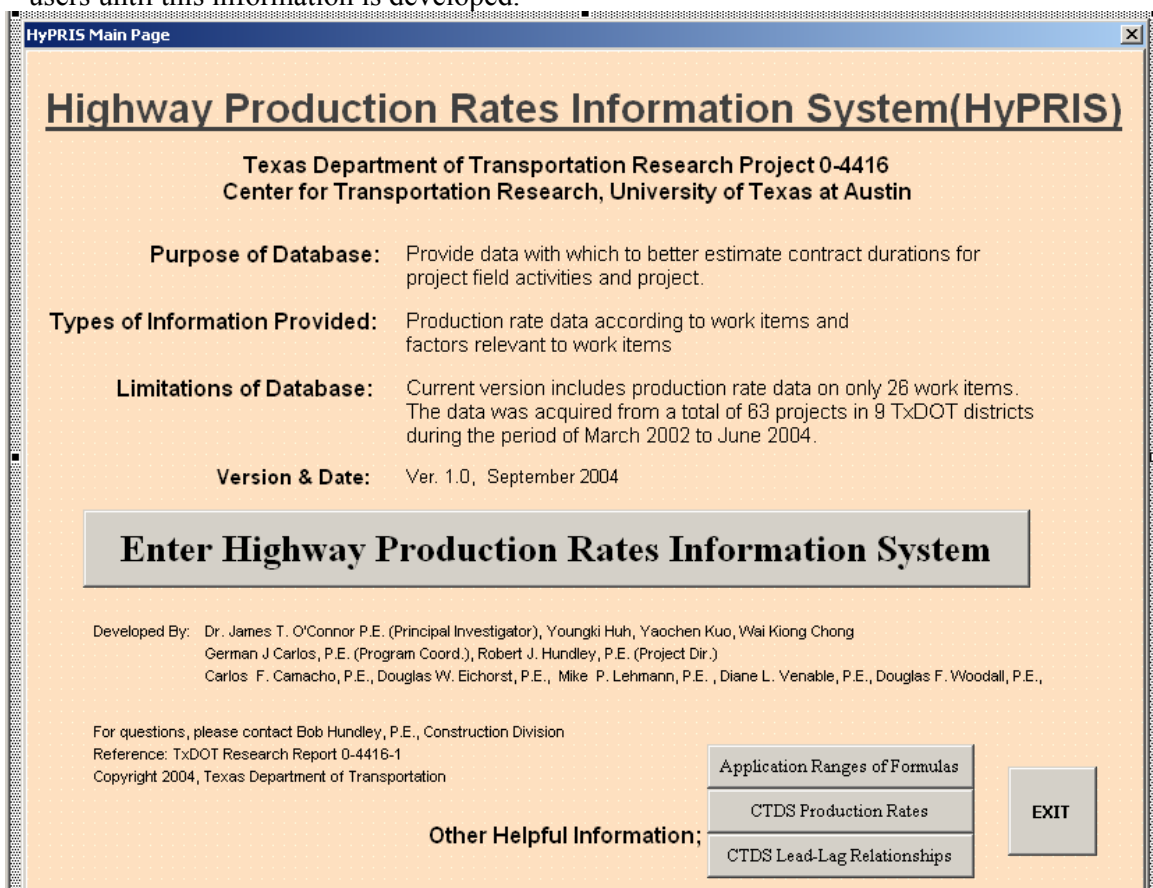 users until this information is developed.
HyPRIS Main Page
Highway Production Rates Information System(HyPRIS)
Texas Department of Transportation Research Project 0-4416
Center for Transportation Research, University of Texas at Austin
Purpose of Database: Provide data with which to better estimate contract durations for
project field activities and project.
Types of Information Provided: Production rate data according to work items and
factors relevant to work items
Limitations of Database: Current version includes production rate data on only 26 work items.
The data was acquired from a total of 63 projects in 9 TxDOT districts
during the period of March 2002 to June 2004.
Version & Date: Ver. 1.0, September 2004
Enter Highway Production Rates Information System
Developed By: Dr. James T. O'Connor P.E. (Principal Investigator), Youngki Huh, Yaochen Kuo, Wai Kiong Chong
German J Carlos, P.E. (Program Coord.), Robert J. Hundley, P.E. (Project Dir.)
Carlos F. Camacho, P.E., Douglas W. Eichorst, P.E., Mike P. Lehmann, P.E. , Diane L. Venable, P.E., Douglas F. Woodall, P.E.,
For questions, please contact Bob Hundley, P.E., Construction Division
Reference: TxDOT Research Report 0-4416-1
Copyright 2004, Texas Department of Transportation
Other Helpful Information;
Application Ranges of Formulas
CTDS Production Rates
CTDS Lead-Lag Relationships
EXIT